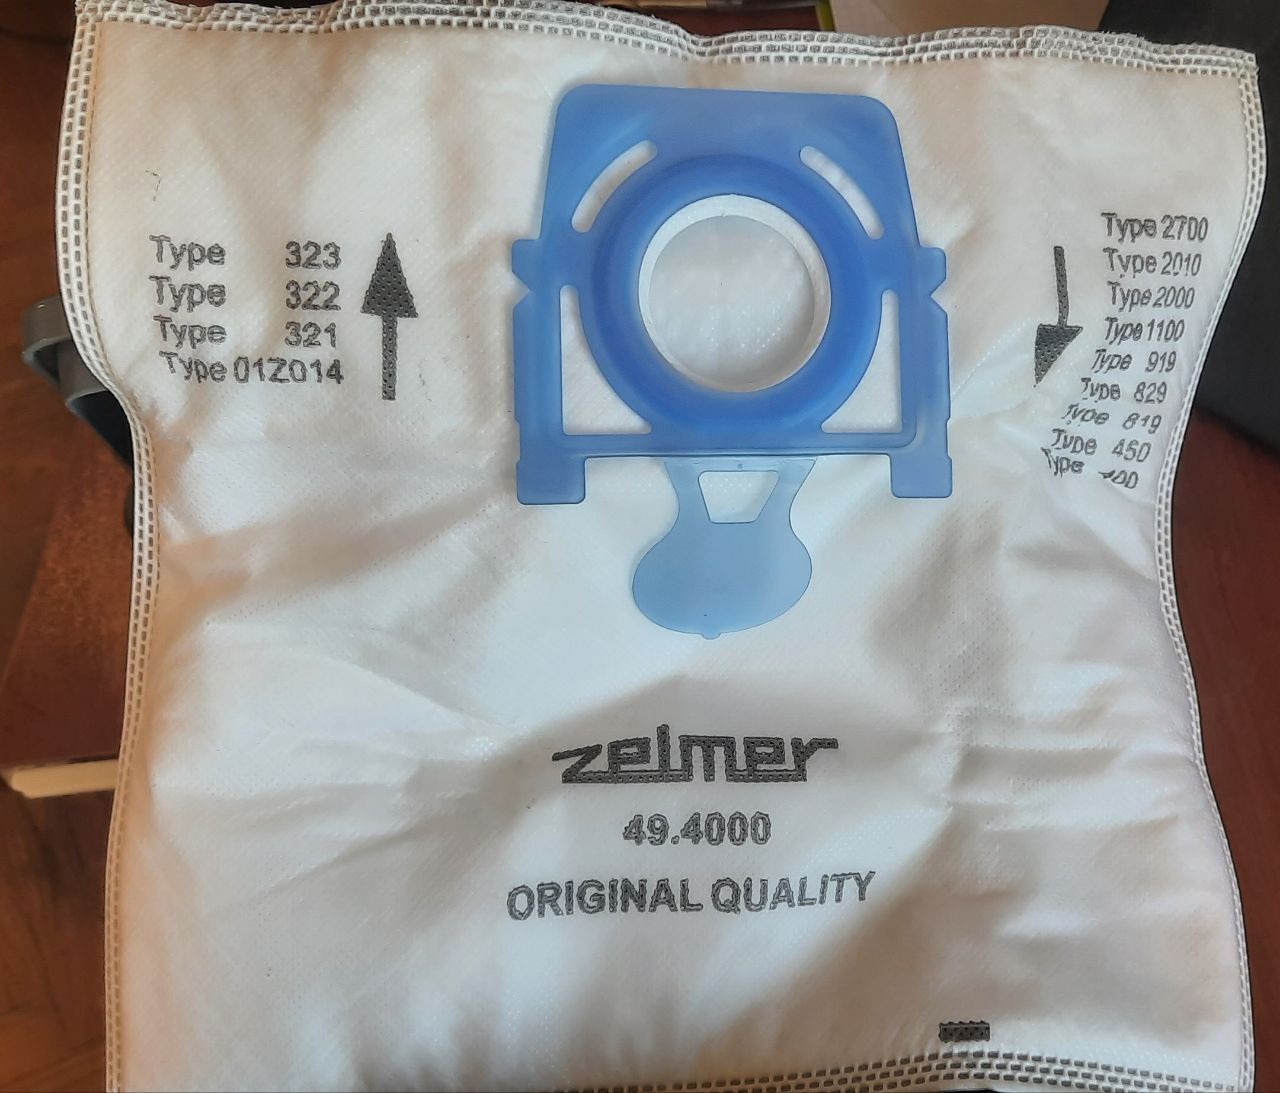 Type 323
Type 322
Type 321
Type 01Z014
Type 2700
Type 2010
Type 2000
Type 1100
Type 919
Type 829
Type 819
Type 450
Type
zelmer
49.4000
ORIGINAL QUALITY